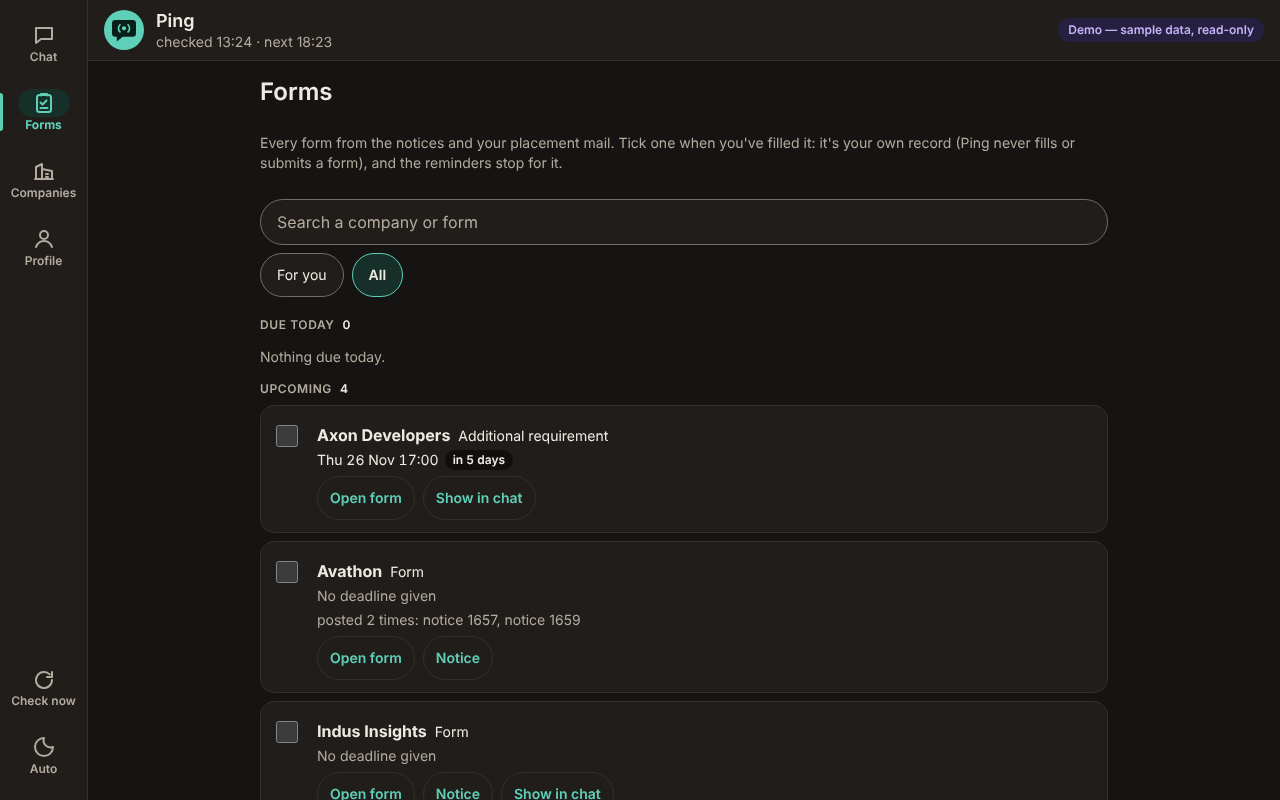 Ping
checked 13:24 · next 18:23
Demo — sample data, read-only
Chat
Forms
Companies
Profile
Check now
Auto
Forms
Every form from the notices and your placement mail. Tick one when you've filled it: it's your own record (Ping never fills or
submits a form), and the reminders stop for it.
Search a company or form
For you
All
DUE TODAY 0
Nothing due today.
UPCOMING 4
Axon Developers Additional requirement
Thu 26 Nov 17:00 in 5 days
Open form Show in chat
Avathon Form
No deadline given
posted 2 times: notice 1657, notice 1659
Open form Notice
Indus Insights Form
No deadline given
Open form Notice Show in chat